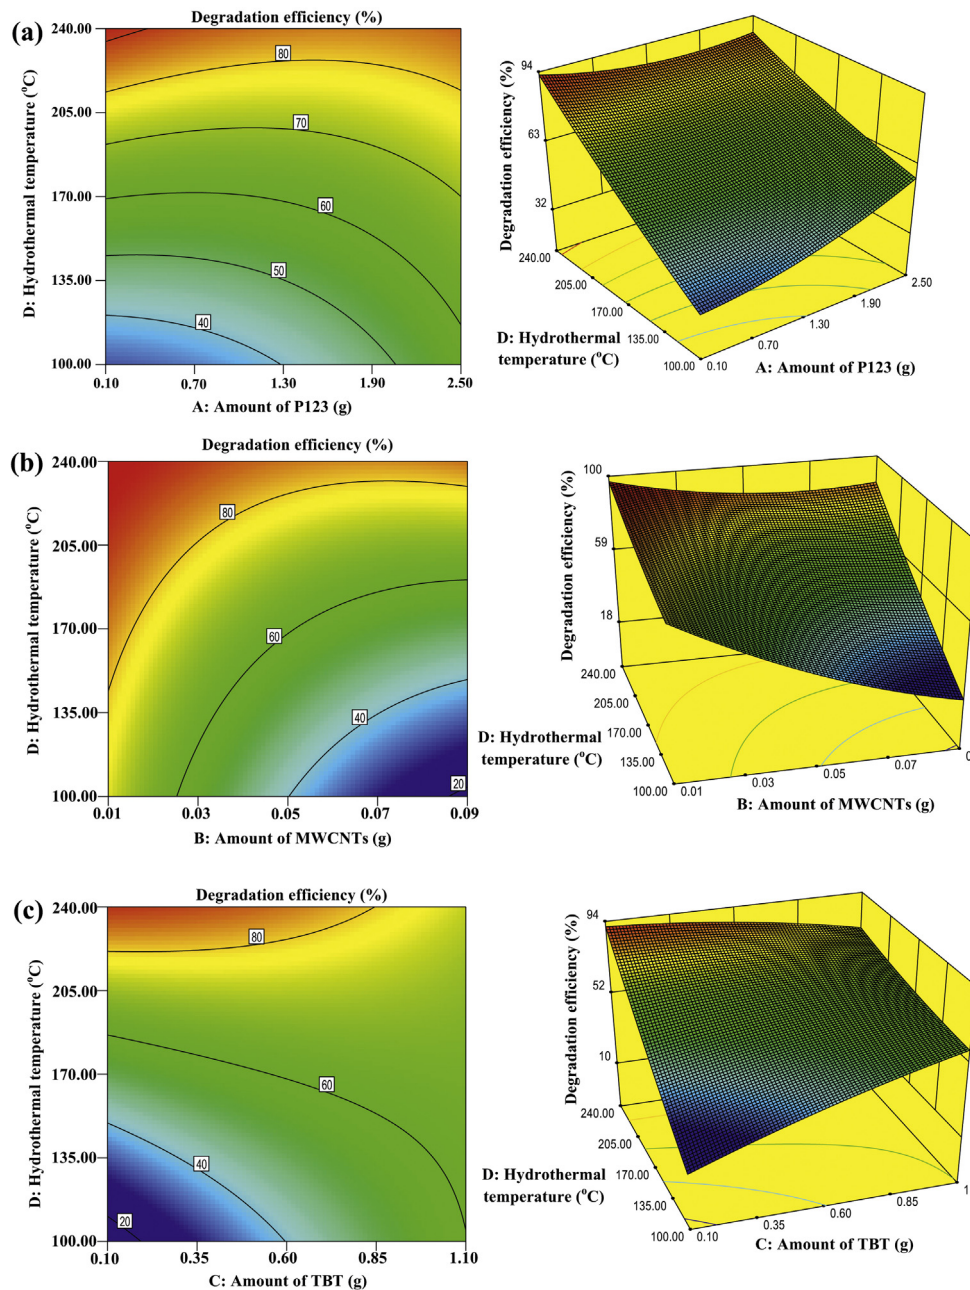 (a)
Degradation efficiency (%)
D: Hydrothermal temperature (°C)
240.00
205.00
170.00
135.00
100.00
80
70
60
50
40
0.10 0.70 1.30 1.90 2.50
A: Amount of P123 (g)
Degradation efficiency (%)
94
63
32
240.00
205.00
170.00
135.00
100.00
D: Hydrothermal
temperature (°C)
0.10
0.70
1.30
1.90
2.50
A: Amount of P123 (g)
(b)
Degradation efficiency (%)
D: Hydrothermal temperature (°C)
240.00
205.00
170.00
135.00
100.00
80
60
40
20
0.01 0.03 0.05 0.07 0.09
B: Amount of MWCNTs (g)
Degradation efficiency (%)
100
59
18
240.00
205.00
170.00
135.00
100.00
D: Hydrothermal
temperature (°C)
0.01
0.03
0.05
0.07
0
B: Amount of MWCNTs (g)
(c)
Degradation efficiency (%)
D: Hydrothermal temperature (°C)
240.00
205.00
170.00
135.00
100.00
80
60
40
20
0.10 0.35 0.60 0.85 1.10
C: Amount of TBT (g)
Degradation efficiency (%)
94
52
10
240.00
205.00
170.00
135.00
100.00
D: Hydrothermal
temperature (°C)
0.10
0.35
0.60
0.85
1.
C: Amount of TBT (g)